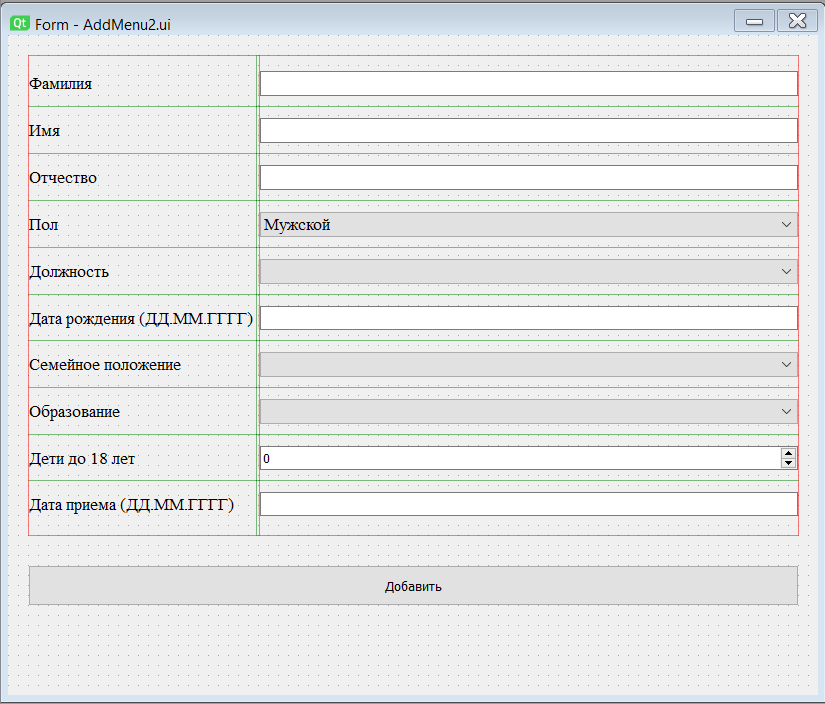 Qt Form - AddMenu2.ui
Фамилия
Имя
Отчество
Пол Мужской
Должность
Дата рождения (ДД.ММ.ГГГГ)
Семейное положение
Образование
Дети до 18 лет 0
Дата приема (ДД.ММ.ГГГГ)
Добавить